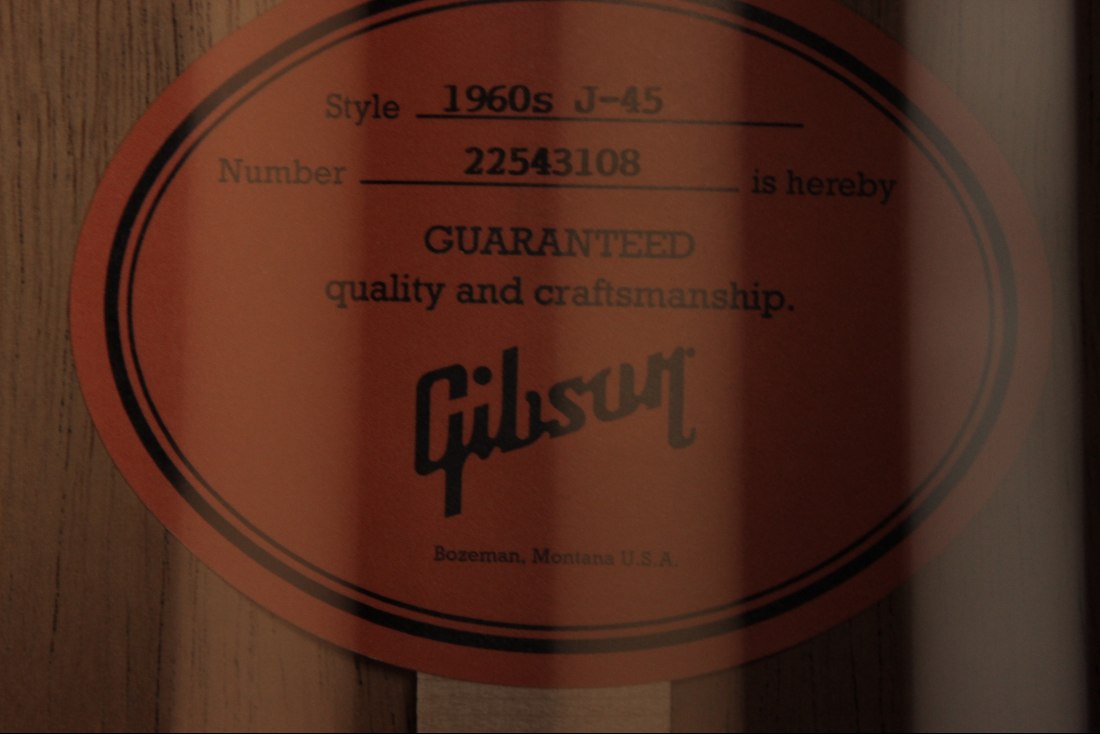 Style 1960s J-45
Number 22543108 is hereby
GUARANTEED
quality and craftsmanship.
Gibson
Bozeman, Montana U.S.A.